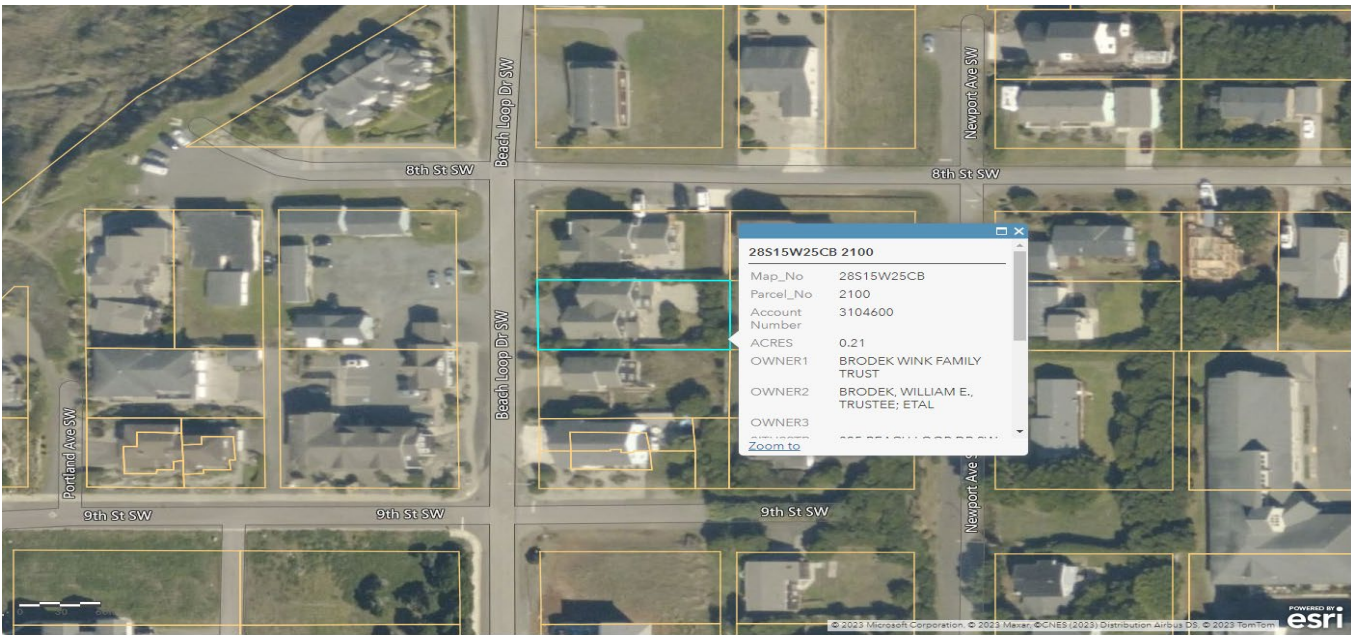 Beach Loop Dr SW
Newport Ave SW
8th St SW
8th St SW
28S15W25CB 2100
Map_No 28S15W25CB
Parcel_No 2100
Account
Number 3104600
ACRES 0.21
OWNER1 BRODEK WINK FAMILY
TRUST
OWNER2 BRODEK, WILLIAM E.,
TRUSTEE; ETAL
OWNER3
Zoom to
Beach Loop Dr SW
Portland Ave SW
Newport Ave S
9th St SW
9th St SW
9th St SW
© 2023 Microsoft Corporation, © 2023 Maxar, ©CNES (2023) Distribution Airbus DS, © 2023 TomTom
POWERED BY
esri